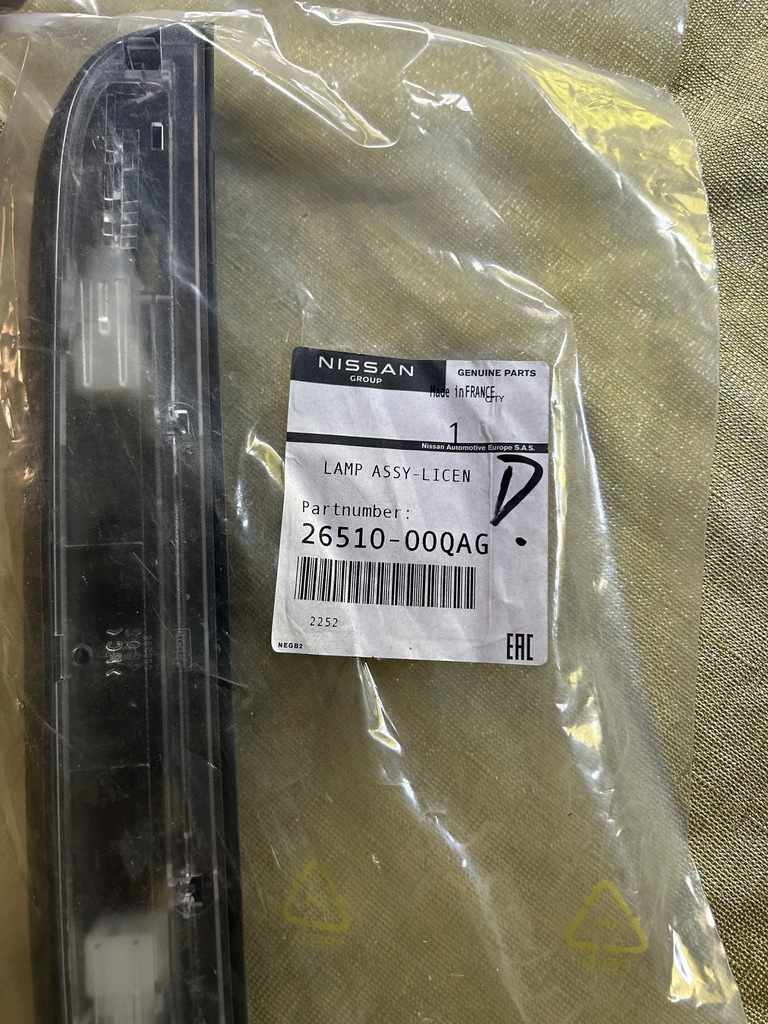 NISSAN
GROUP
GENUINE PARTS
Made in FRANCE
QTY
1
Nissan Automotive Europe S.A.S.
LAMP ASSY-LICEN
D.
Partnumber:
26510-00QAG
2252
NEGB2
EAC